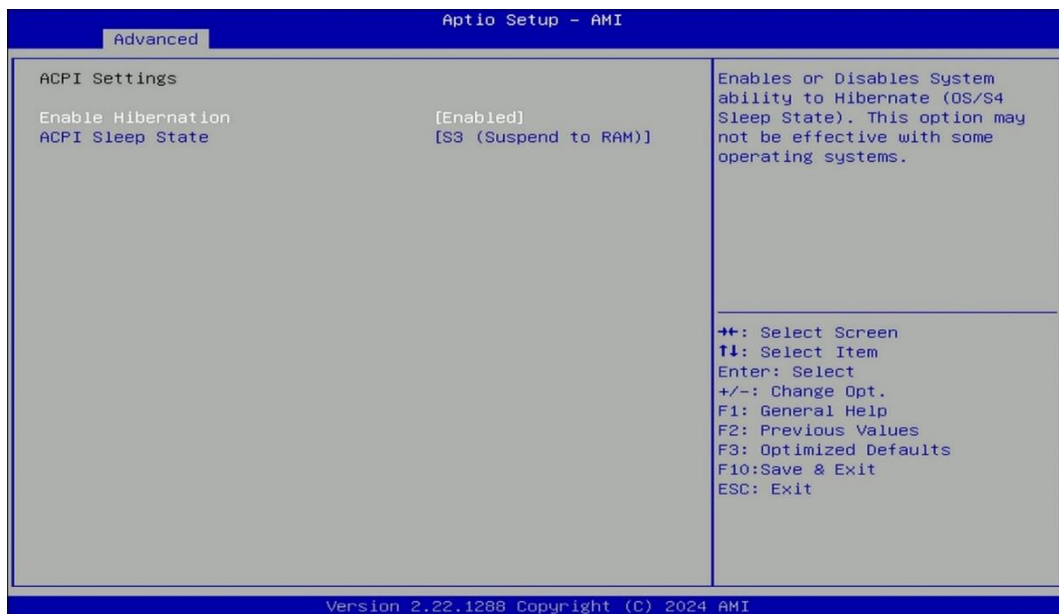 Aptio Setup – AMI
Advanced
ACPI Settings
Enable Hibernation [Enabled]
ACPI Sleep State [S3 (Suspend to RAM)]
Enables or Disables System
ability to Hibernate (OS/S4
Sleep State). This option may
not be effective with some
operating systems.
→←: Select Screen
↑↓: Select Item
Enter: Select
+/-: Change Opt.
F1: General Help
F2: Previous Values
F3: Optimized Defaults
F10:Save & Exit
ESC: Exit
Version 2.22.1288 Copyright (C) 2024 AMI